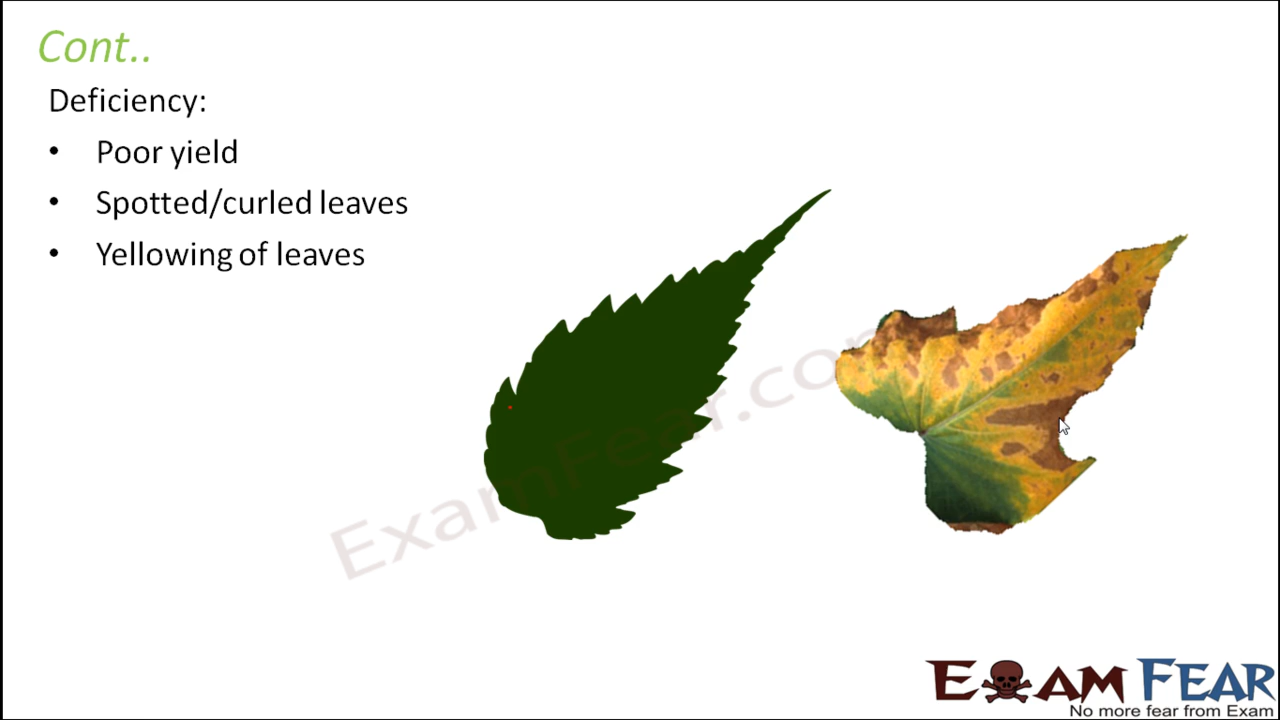 Cont..
Deficiency:
• Poor yield
• Spotted/curled leaves
• Yellowing of leaves
ExamFear.com
EXAM FEAR
No more fear from Exam